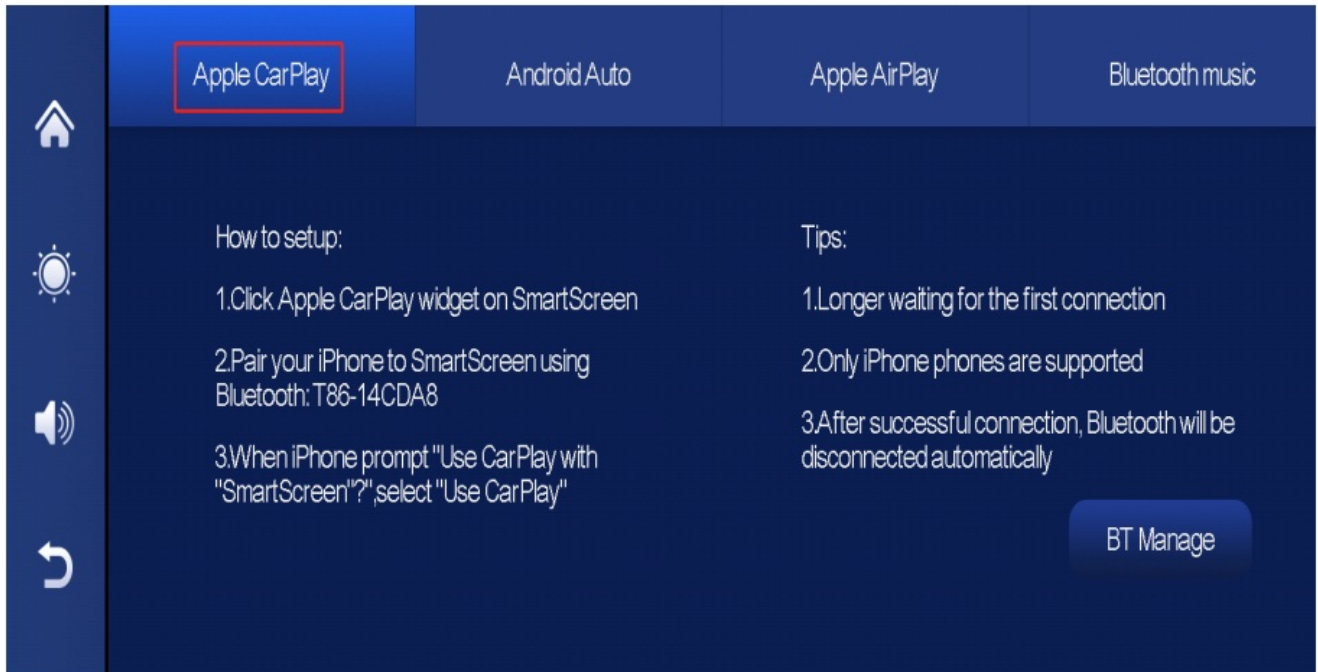 Apple CarPlay
Android Auto
Apple AirPlay
Bluetooth music
How to setup:
1.Click Apple CarPlay widget on SmartScreen
2.Pair your iPhone to SmartScreen using
Bluetooth: T86-14CDA8
3.When iPhone prompt "Use CarPlay with
"SmartScreen"?",select "Use CarPlay"
Tips:
1.Longer waiting for the first connection
2.Only iPhone phones are supported
3.After successful connection, Bluetooth will be
disconnected automatically
BT Manage